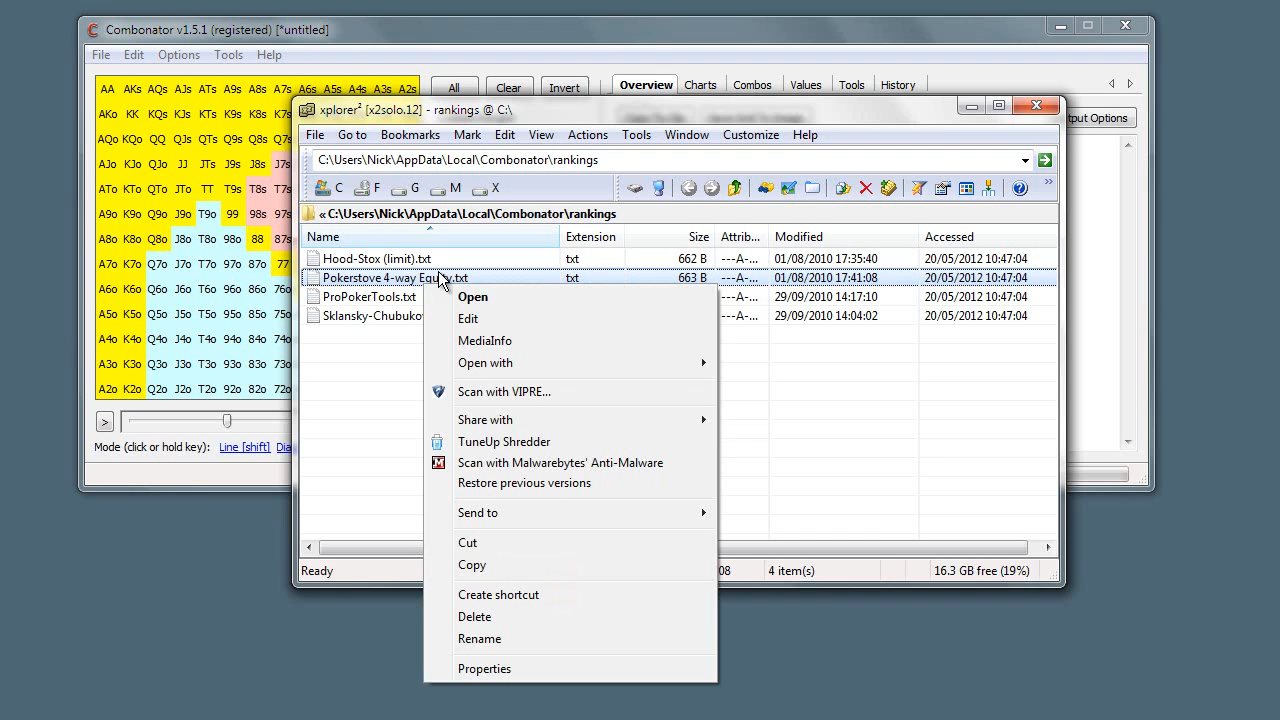 Combonator v1.5.1 (registered) [*untitled]
File Edit Options Tools Help
AA AKs AQs AJs ATs A9s A8s A7s A6s A5s A4s A3s A2s
All Clear Invert
Overview Charts Combos Values Tools History
AKo KK
AQo KQo QQ QJs QTs Q9s Q8s Q7s
AJo KJo QJo JJ JTs J9s J8s J7s
ATo KTo QTo JTo TT T9s T8s 97s
A9o K9o Q9o J9o T9o 99 98s 97s
A8o K8o Q8o J8o T8o 98o 88
A7o K7o Q7o J7o T7o 97o 87o 77
A6o K6o Q6o J6o T6o 96o 86o 76o
A5o K5o Q5o J5o T5o 95o 85o 75o
A4o K4o Q4o J4o T4o 94o 84o 74o
A3o K3o Q3o J3o T3o 93o 83o 73o
A2o K2o Q2o J2o T2o 92o 82o 72o
>
Mode (click or hold key): Line [shift] Dia
tput Options
xplorer² [x2solo.12] - rankings @ C:\
File Go to Bookmarks Mark Edit View Actions Tools Window Customize Help
C:\Users\Nick\AppData\Local\Combonator\rankings
C F G M X
« C:\Users\Nick\AppData\Local\Combonator\rankings
Name Extension Size Attrib... Modified Accessed
Hood-Stox (limit).txt txt 662 B ---A-... 01/08/2010 17:35:40 20/05/2012 10:47:04
Pokerstove 4-way Equity.txt txt 663 B ---A-... 01/08/2010 17:41:08 20/05/2012 10:47:04
ProPokerTools.txt ---A-... 29/09/2010 14:17:10 20/05/2012 10:47:04
Sklansky-Chubuko ---A-... 29/09/2010 14:04:02 20/05/2012 10:47:04
Open
Edit
MediaInfo
Open with
Scan with VIPRE...
Share with
TuneUp Shredder
Scan with Malwarebytes' Anti-Malware
Restore previous versions
Send to
Cut
Copy
Create shortcut
Delete
Rename
Properties
Ready 08 4 item(s) 16.3 GB free (19%)